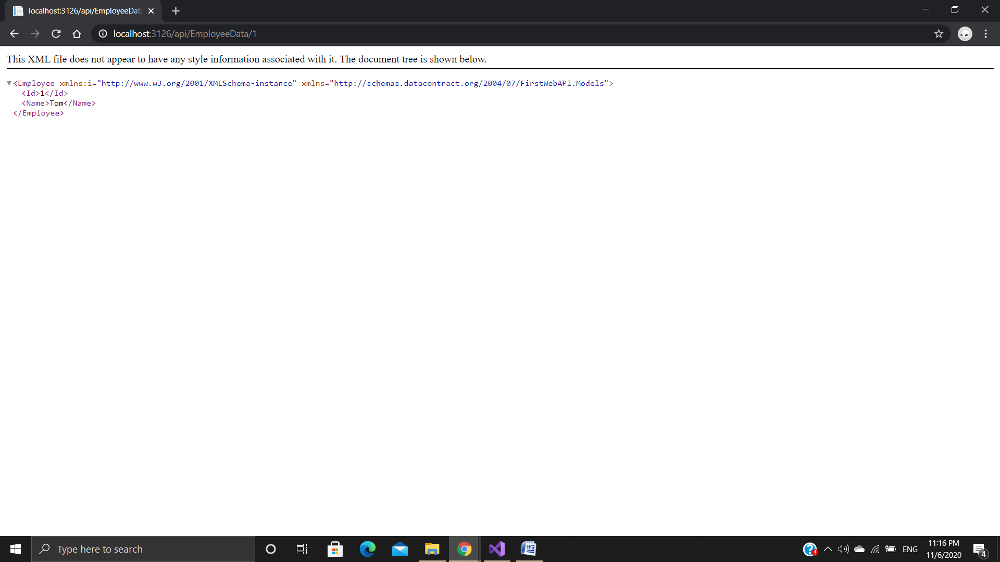 localhost:3126/api/EmployeeData
localhost:3126/api/EmployeeData/1
This XML file does not appear to have any style information associated with it. The document tree is shown below.
▼<Employee xmlns:i="http://www.w3.org/2001/XMLSchema-instance" xmlns="http://schemas.datacontract.org/2004/07/FirstWebAPI.Models">
<Id>1</Id>
<Name>Tom</Name>
</Employee>
Type here to search
ENG
11:16 PM
11/6/2020
4